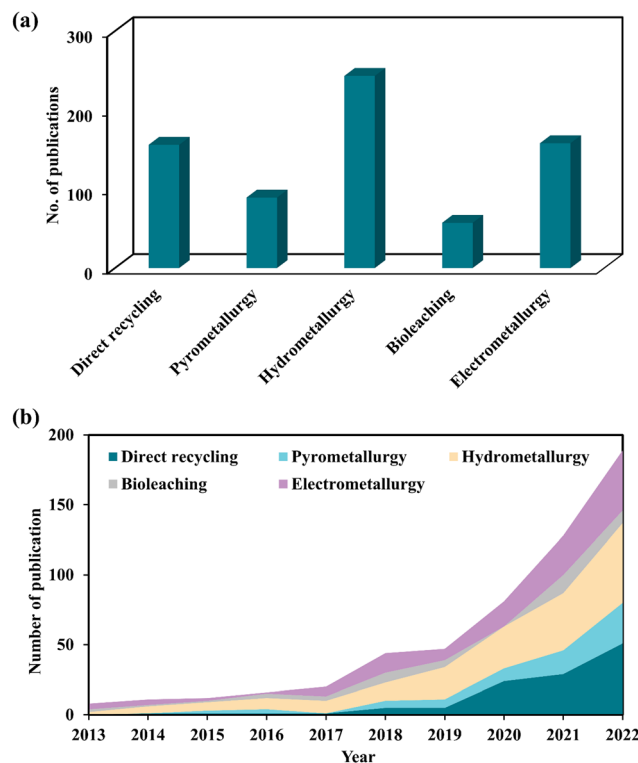 (a)
300
200
100
0
No. of publications
Direct recycling
Pyrometallurgy
Hydrometallurgy
Bioleaching
Electrometallurgy
(b)
200
150
100
50
0
Number of publication
Direct recycling Pyrometallurgy Hydrometallurgy
Bioleaching Electrometallurgy
2013 2014 2015 2016 2017 2018 2019 2020 2021 2022
Year